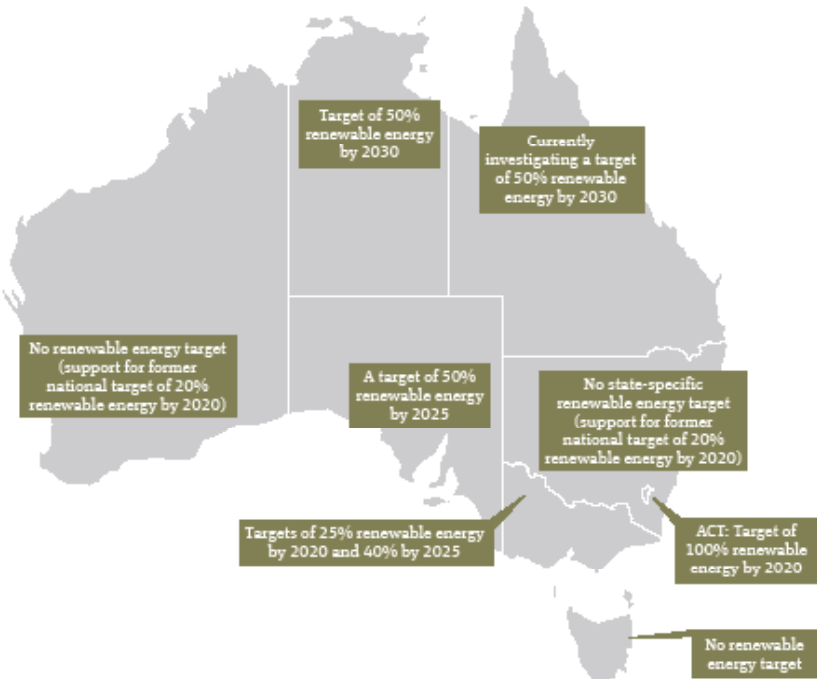 Target of 50%
renewable energy
by 2030
Currently
investigating a target
of 50% renewable
energy by 2030
No renewable energy target
(support for former
national target of 20%
renewable energy by 2020)
A target of 50%
renewable energy
by 2025
No state-specific
renewable energy target
(support for former
national target of 20%
renewable energy by 2020)
Targets of 25% renewable energy
by 2020 and 40% by 2025
ACT: Target of
100% renewable
energy by 2020
No renewable
energy target